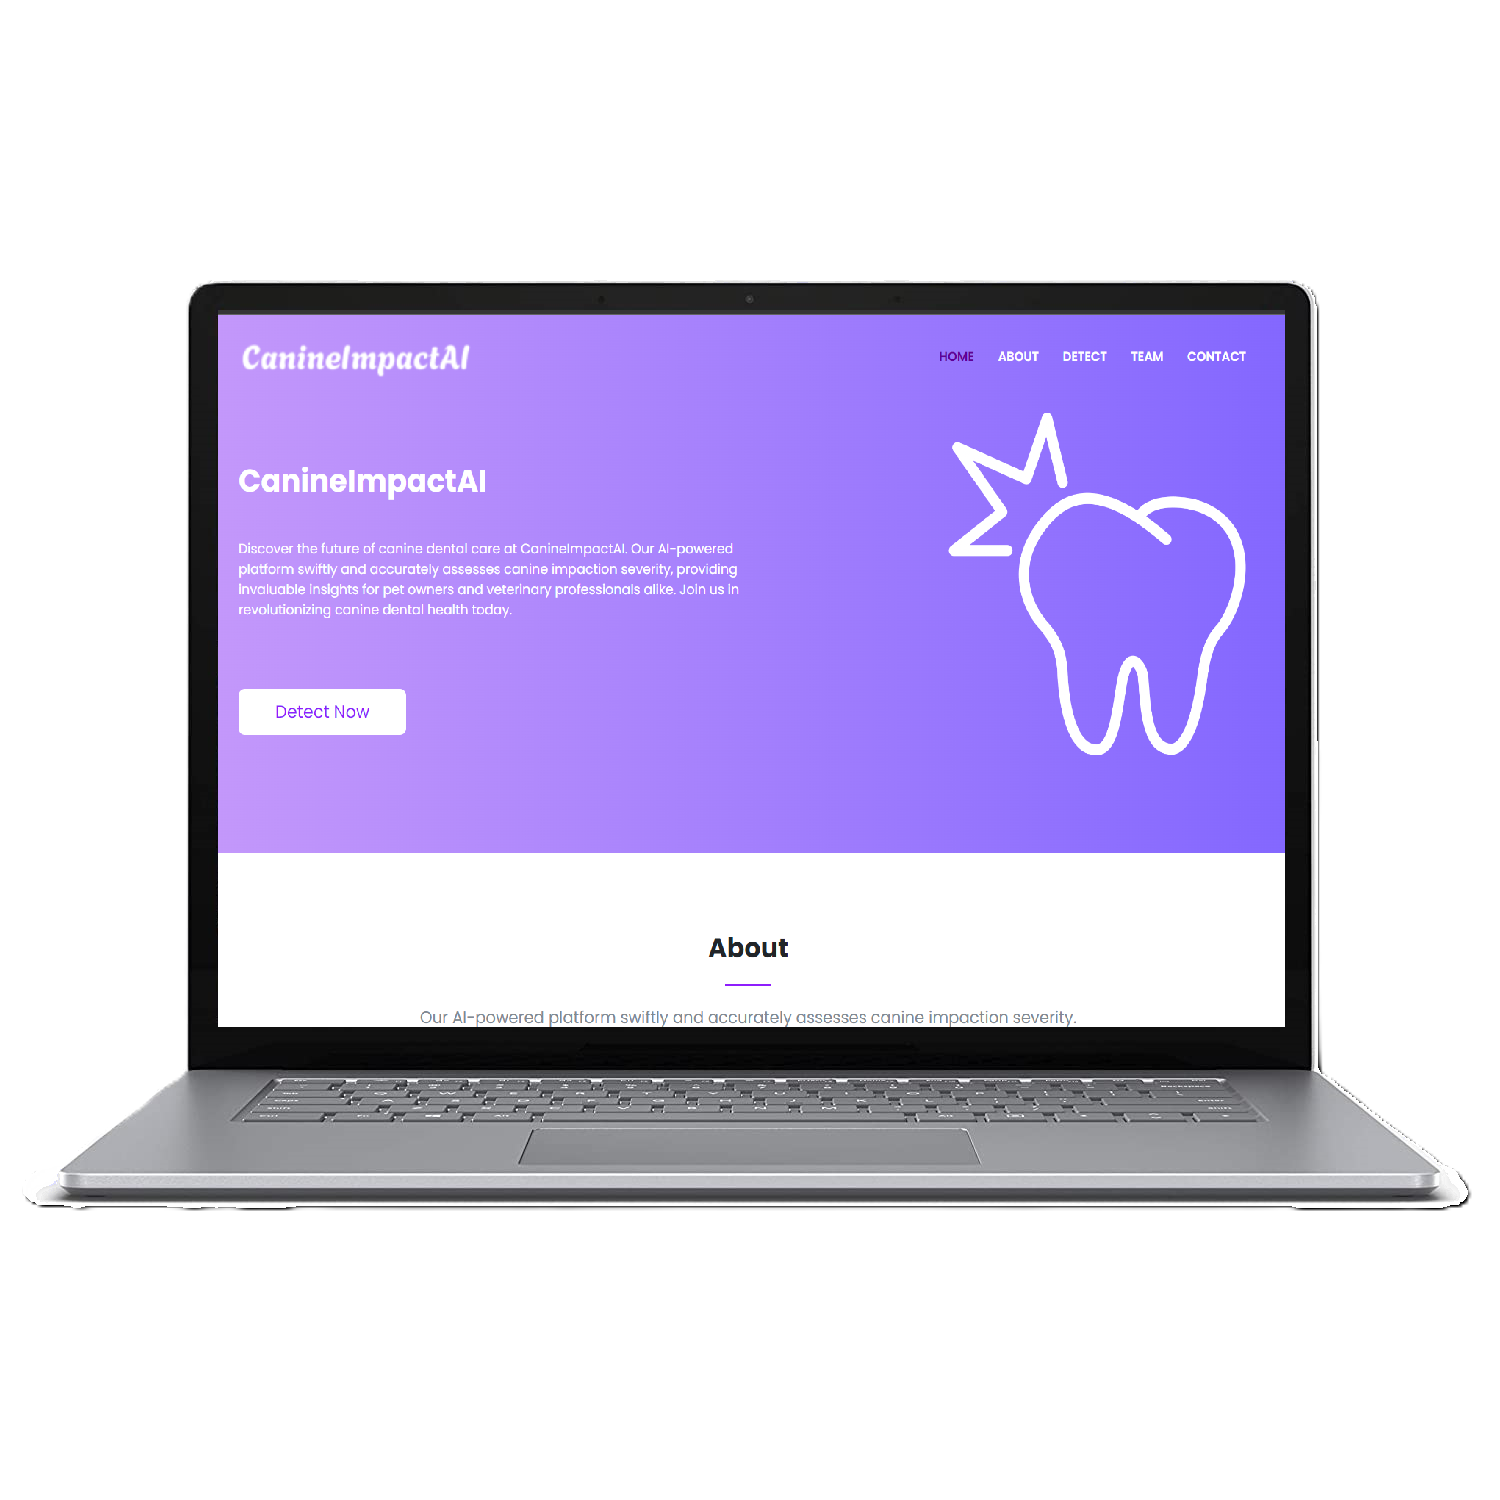 CanineImpactAI
HOME ABOUT DETECT TEAM CONTACT
CanineImpactAI
Discover the future of canine dental care at CanineImpactAI. Our AI-powered
platform swiftly and accurately assesses canine impaction severity, providing
invaluable insights for pet owners and veterinary professionals alike. Join us in
revolutionizing canine dental health today.
Detect Now
About
Our AI-powered platform swiftly and accurately assesses canine impaction severity.